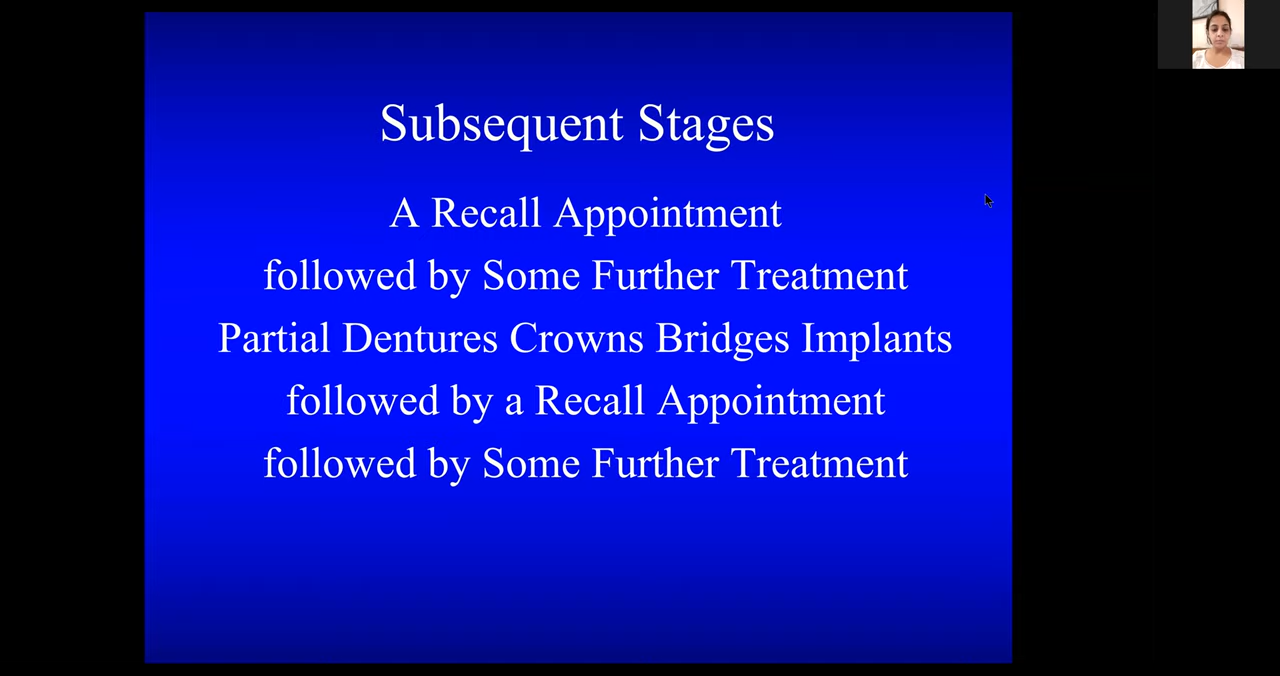 Subsequent Stages
A Recall Appointment
followed by Some Further Treatment
Partial Dentures Crowns Bridges Implants
followed by a Recall Appointment
followed by Some Further Treatment